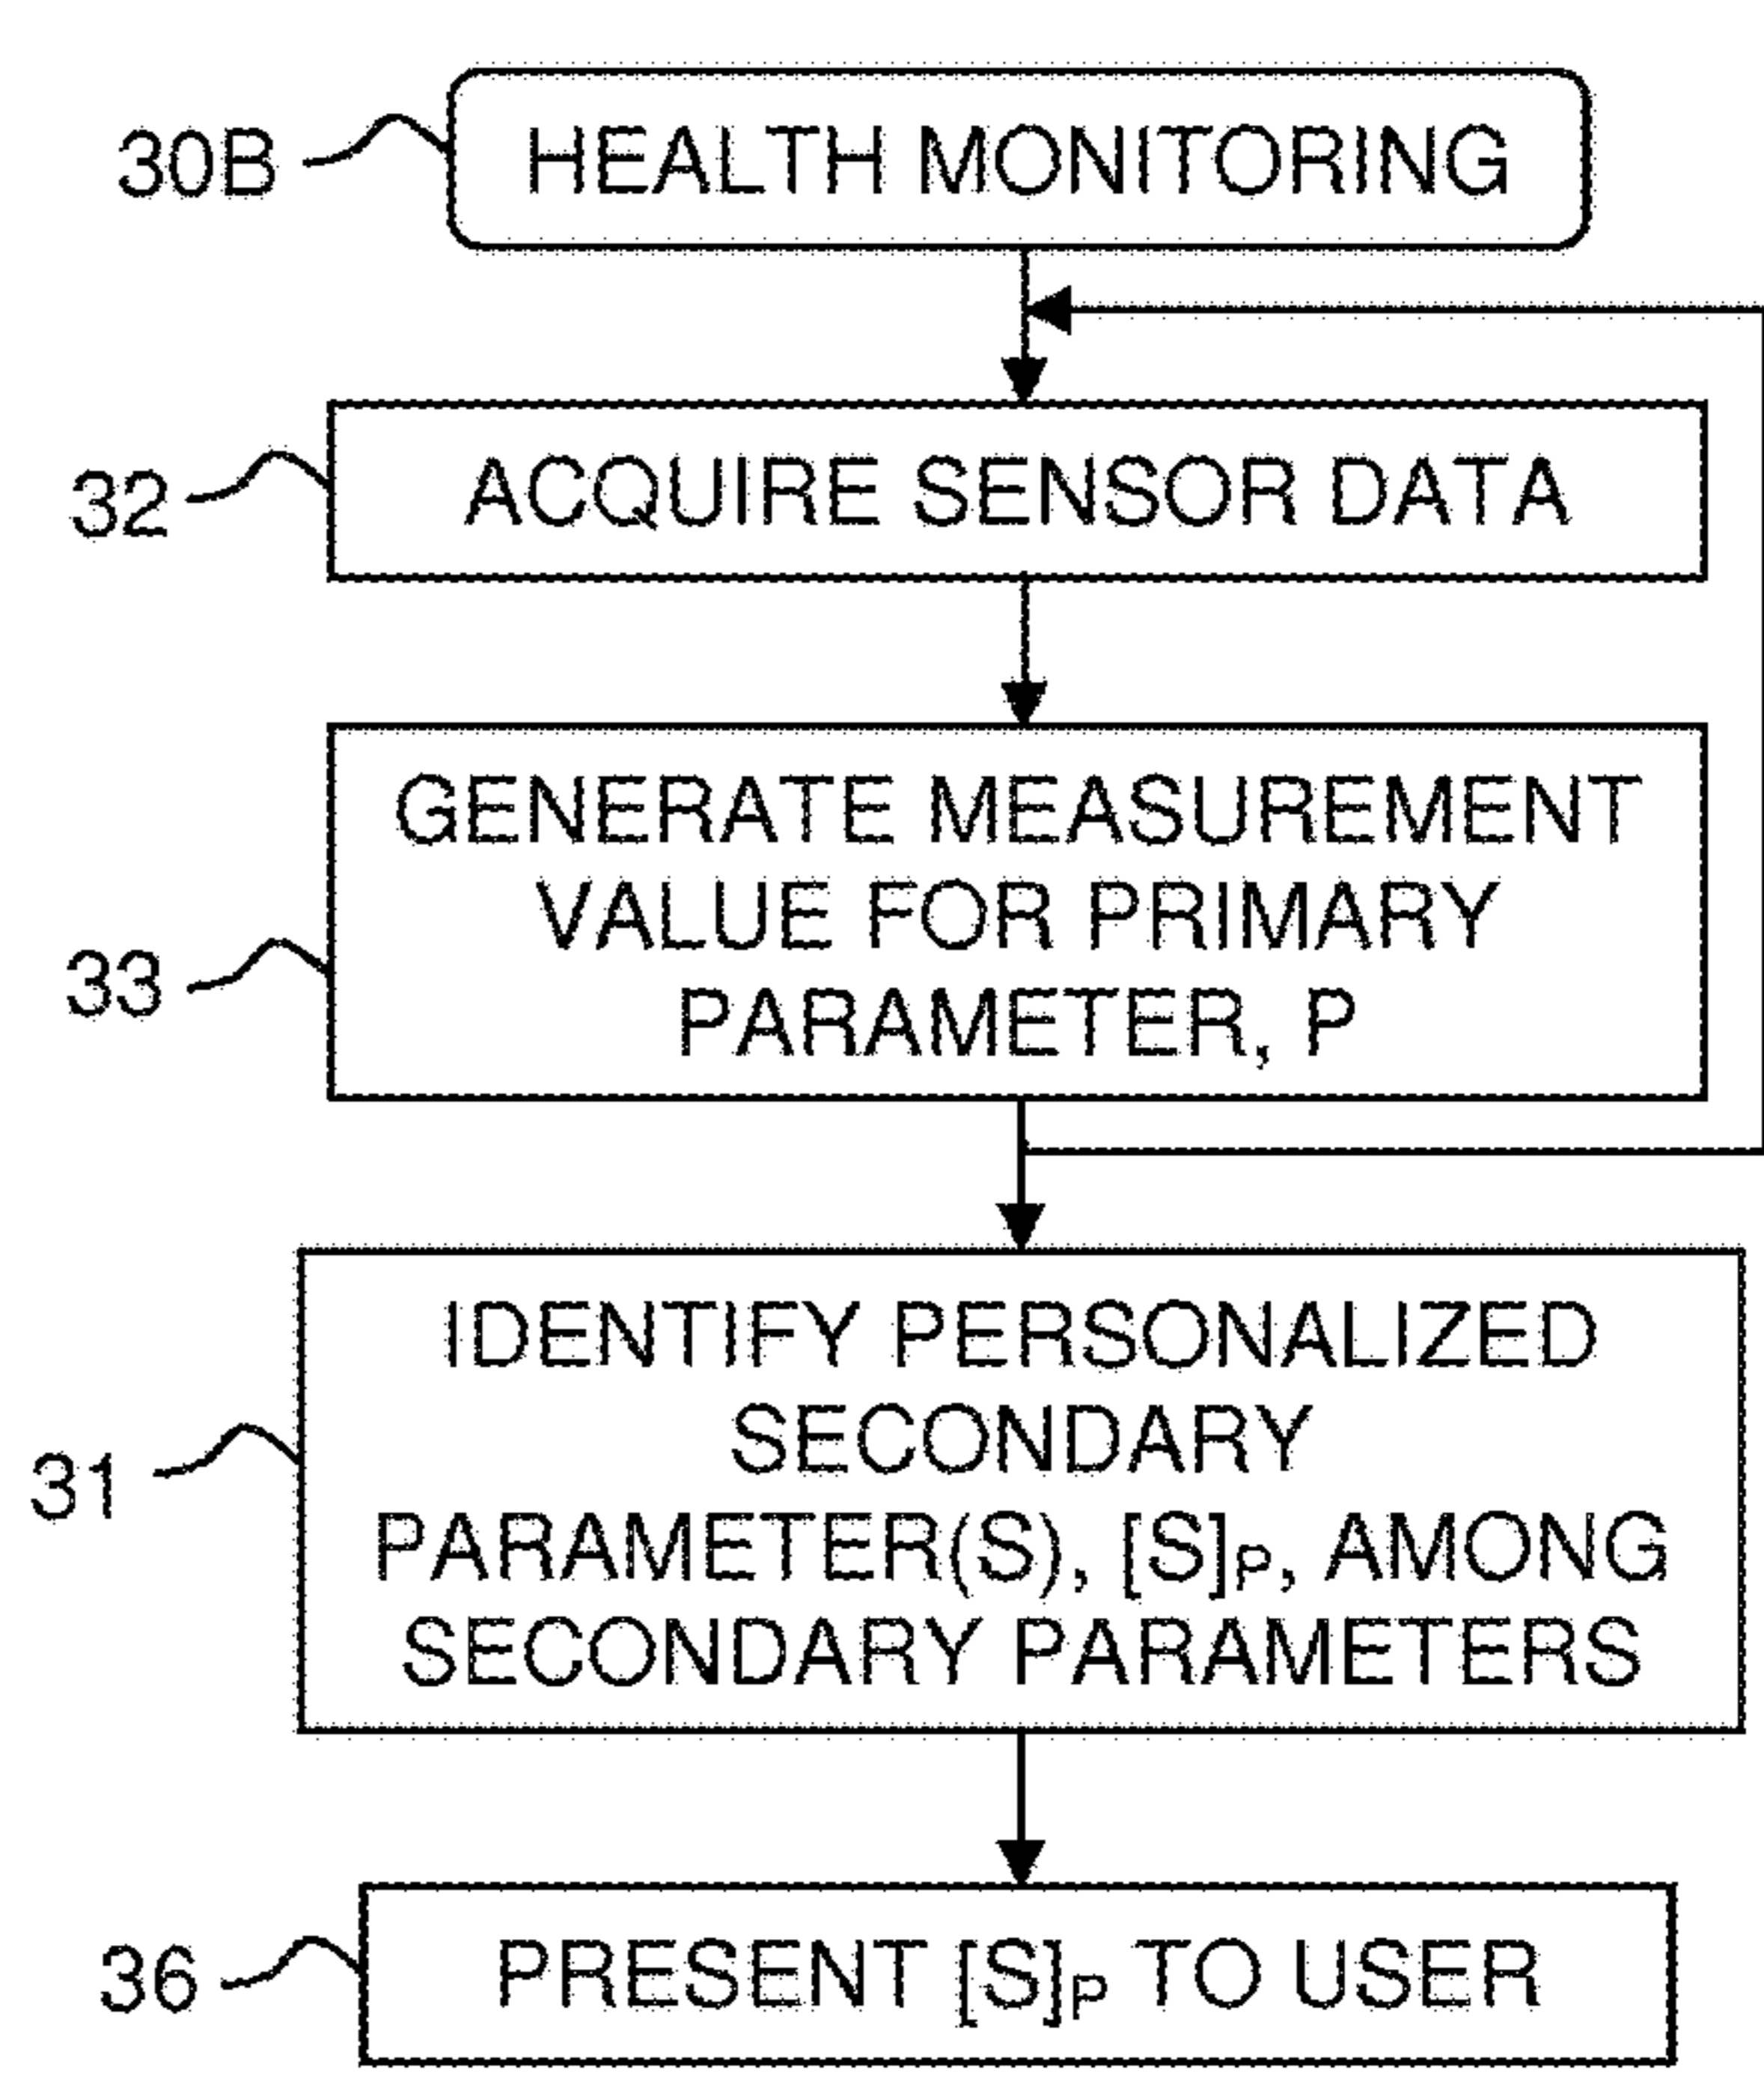 30B
HEALTH MONITORING
32
ACQUIRE SENSOR DATA
GENERATE MEASUREMENT
VALUE FOR PRIMARY
33
PARAMETER, P
IDENTIFY PERSONALIZED
SECONDARY
31
PARAMETER(S), [S]P, AMONG
SECONDARY PARAMETERS
36
PRESENT [S]P TO USER